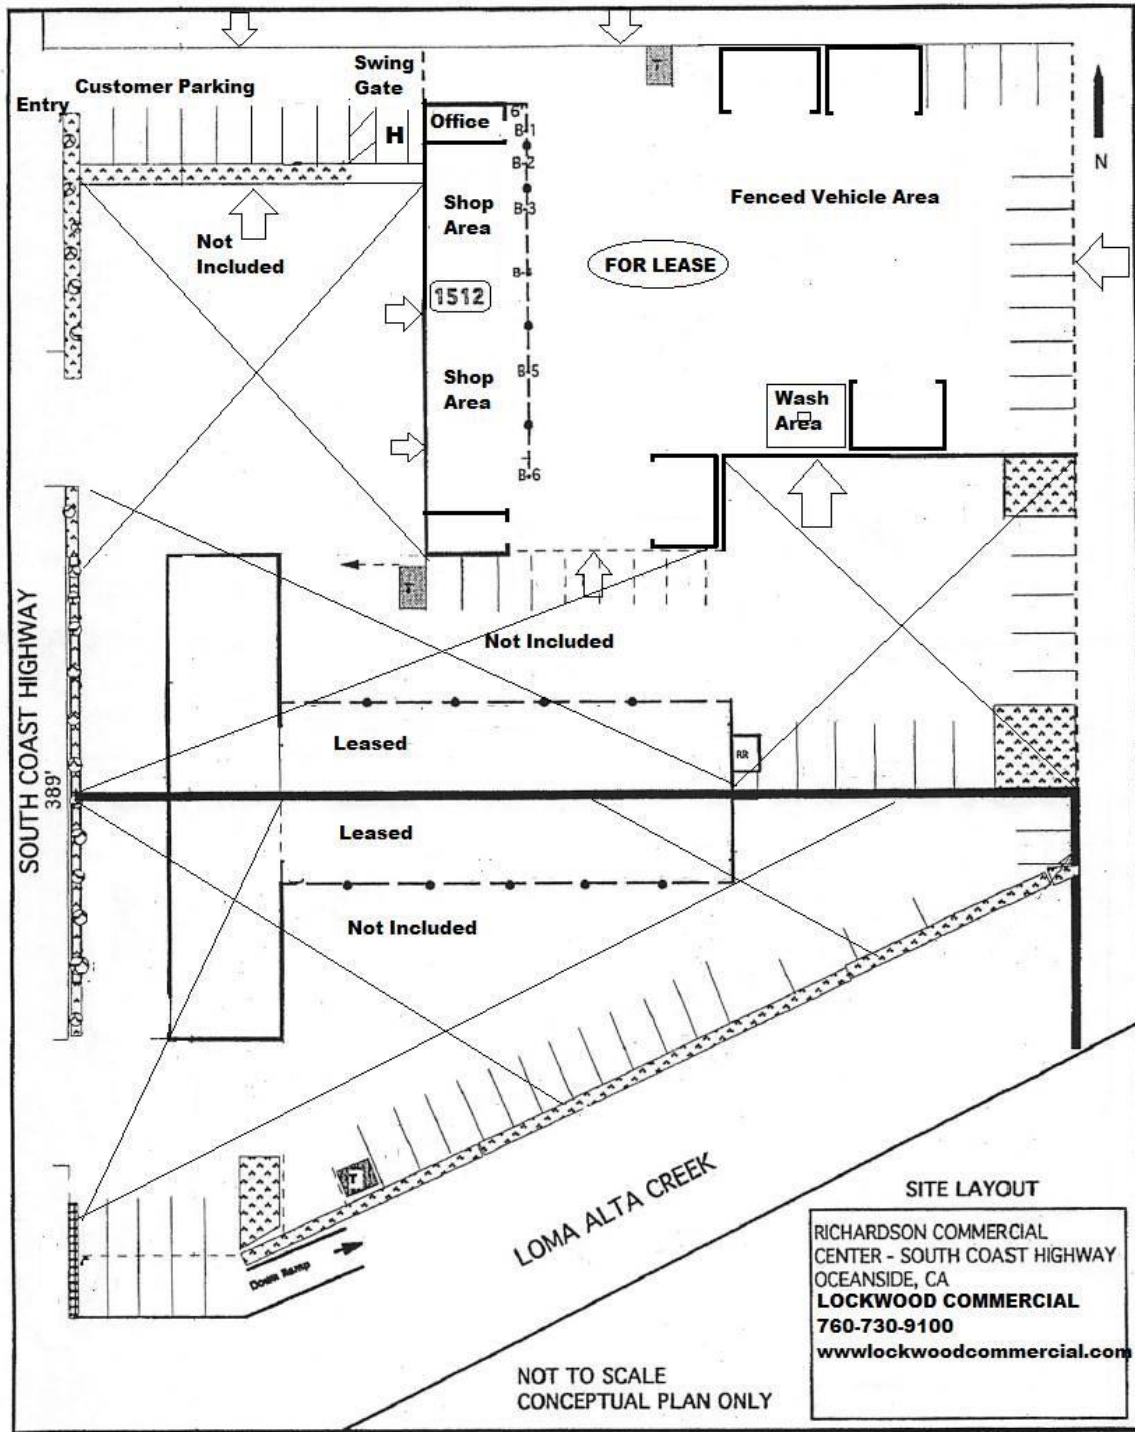 Customer Parking
Swing
Gate
Entry
H
Office
6'
B-1
B-2
B-3
B-4
B-5
B-6
T
N
Shop
Area
Fenced Vehicle Area
Not
Included
FOR LEASE
1512
Shop
Area
Wash
Area
T
Not Included
SOUTH COAST HIGHWAY
389'
Leased
RR
Leased
Not Included
T
Down Ramp
LOMA ALTA CREEK
SITE LAYOUT
RICHARDSON COMMERCIAL
CENTER - SOUTH COAST HIGHWAY
OCEANSIDE, CA
LOCKWOOD COMMERCIAL
760-730-9100
wwwlockwoodcommercial.com
NOT TO SCALE
CONCEPTUAL PLAN ONLY